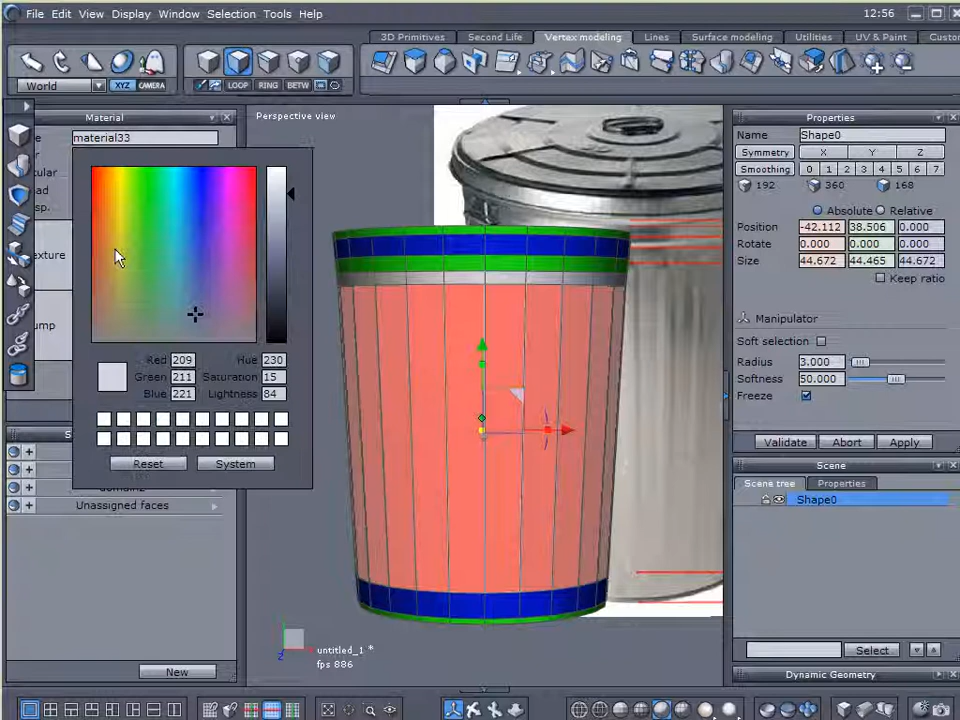 File Edit View Display Window Selection Tools Help 12:56
3D Primitives Second Life Vertex modeling Lines Surface modeling Utilities UV & Paint Custo
World XYZ CAMERA LOOP RING BETW
Material
material33
Perspective view
Properties
Name Shape0
Symmetry X Y Z
Smoothing 0 1 2 3 4 5 6 7
192 360 168
Absolute Relative
Position -42.112 38.506 0.000
Rotate 0.000 0.000 0.000
Size 44.672 44.465 44.672
Keep ratio
Manipulator
Soft selection
Radius 3.000
Softness 50.000
Freeze
Validate Abort Apply
Red 209 Hue 230
Green 211 Saturation 15
Blue 221 Lightness 84
Reset System
Unassigned faces
New
Scene
Scene tree Properties
Shape0
Select
Dynamic Geometry
untitled_1 *
fps 886